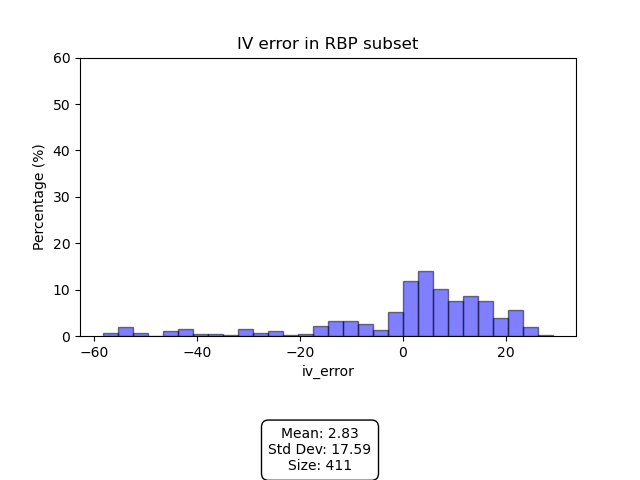 IV error in RBP subset
60
50
40
30
20
10
0
Percentage (%)
−60 −40 −20 0 20
iv_error
Mean: 2.83
Std Dev: 17.59
Size: 411